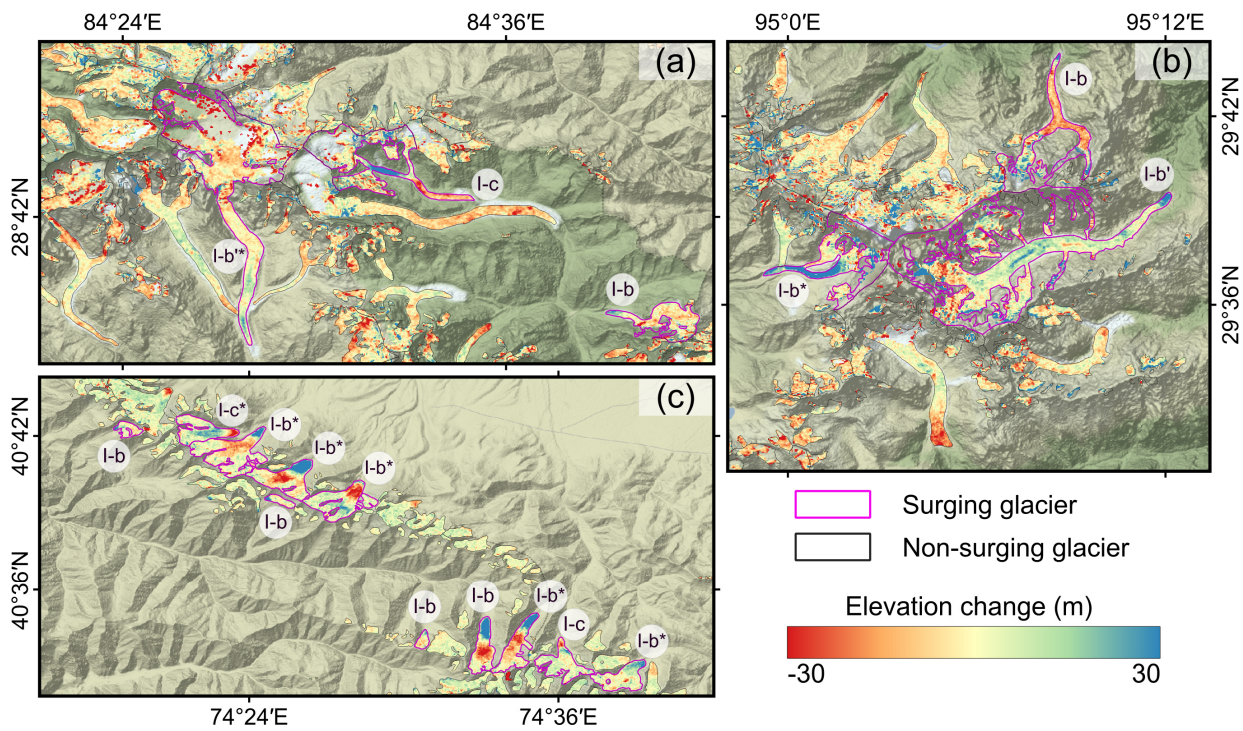 84°24′E
84°36′E
95°0′E
95°12′E
(a)
(b)
I-b
29°42′N
I-c
I-b'
28°42′N
I-b'*
I-b*
I-b
29°36′N
(c)
I-c*
I-b*
40°42′N
I-b
I-b*
I-b*
I-b
Surging glacier
Non-surging glacier
40°36′N
I-b
I-b
I-b*
I-c
I-b*
Elevation change (m)
-30
30
74°24′E
74°36′E